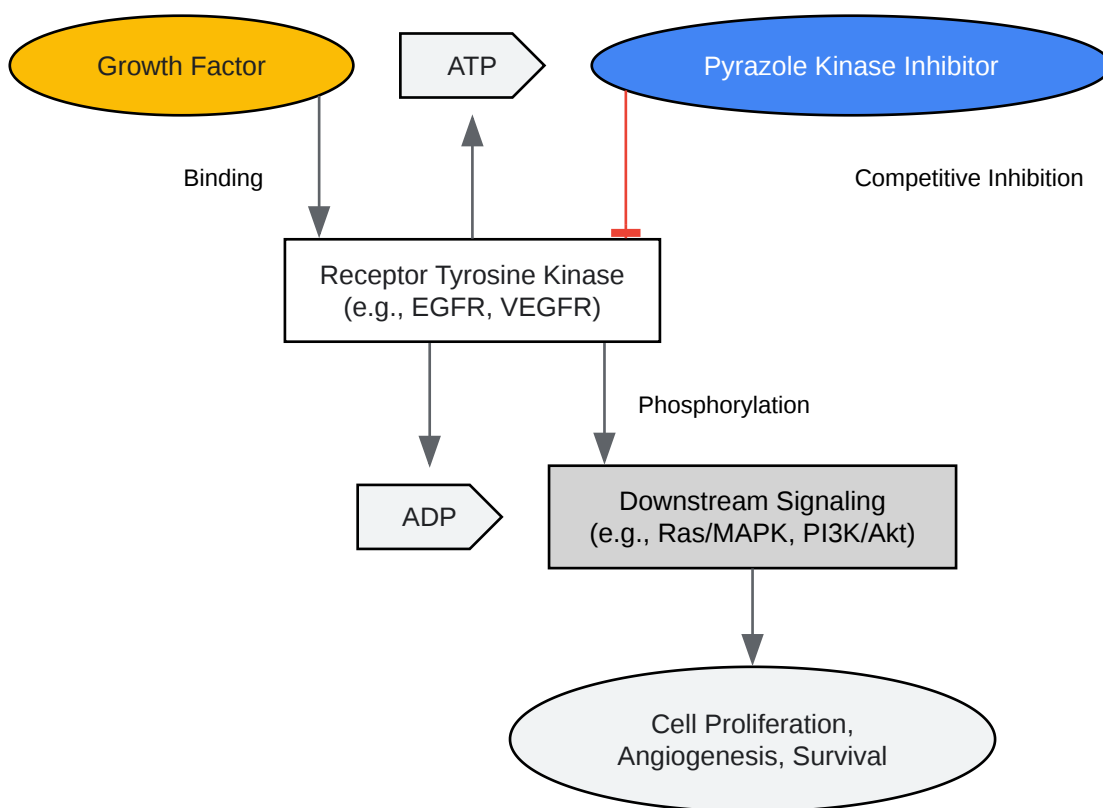 Growth Factor
ATP
Pyrazole Kinase Inhibitor
Binding
Competitive Inhibition
Receptor Tyrosine Kinase
(e.g., EGFR, VEGFR)
Phosphorylation
ADP
Downstream Signaling
(e.g., Ras/MAPK, PI3K/Akt)
Cell Proliferation,
Angiogenesis, Survival